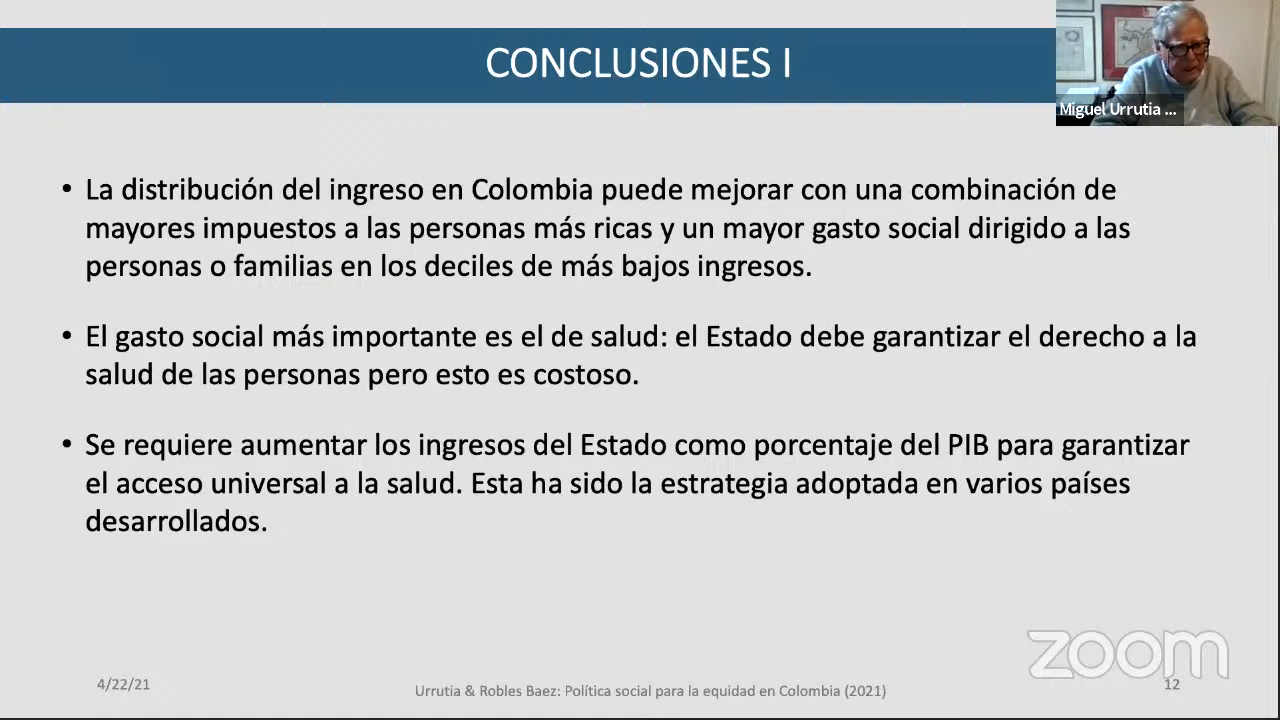 CONCLUSIONES I
Miguel Urrutia ...
• La distribución del ingreso en Colombia puede mejorar con una combinación de
mayores impuestos a las personas más ricas y un mayor gasto social dirigido a las
personas o familias en los deciles de más bajos ingresos.
• El gasto social más importante es el de salud: el Estado debe garantizar el derecho a la
salud de las personas pero esto es costoso.
• Se requiere aumentar los ingresos del Estado como porcentaje del PIB para garantizar
el acceso universal a la salud. Esta ha sido la estrategia adoptada en varios países
desarrollados.
zoom
4/22/21
Urrutia & Robles Baez: Política social para la equidad en Colombia (2021)
12